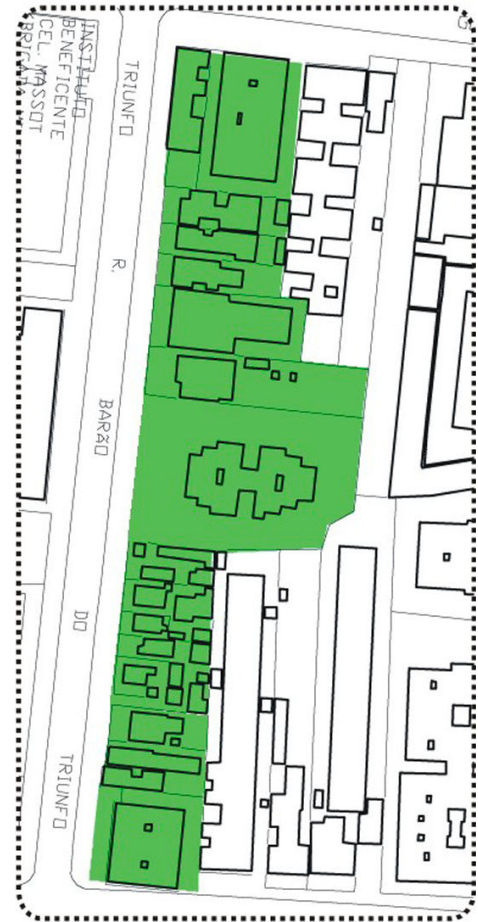 INSTITUTO
BENEFICENTE
CEL. MASSOT
TRIUNFO
R.
BARÃO
DO
TRIUNFO